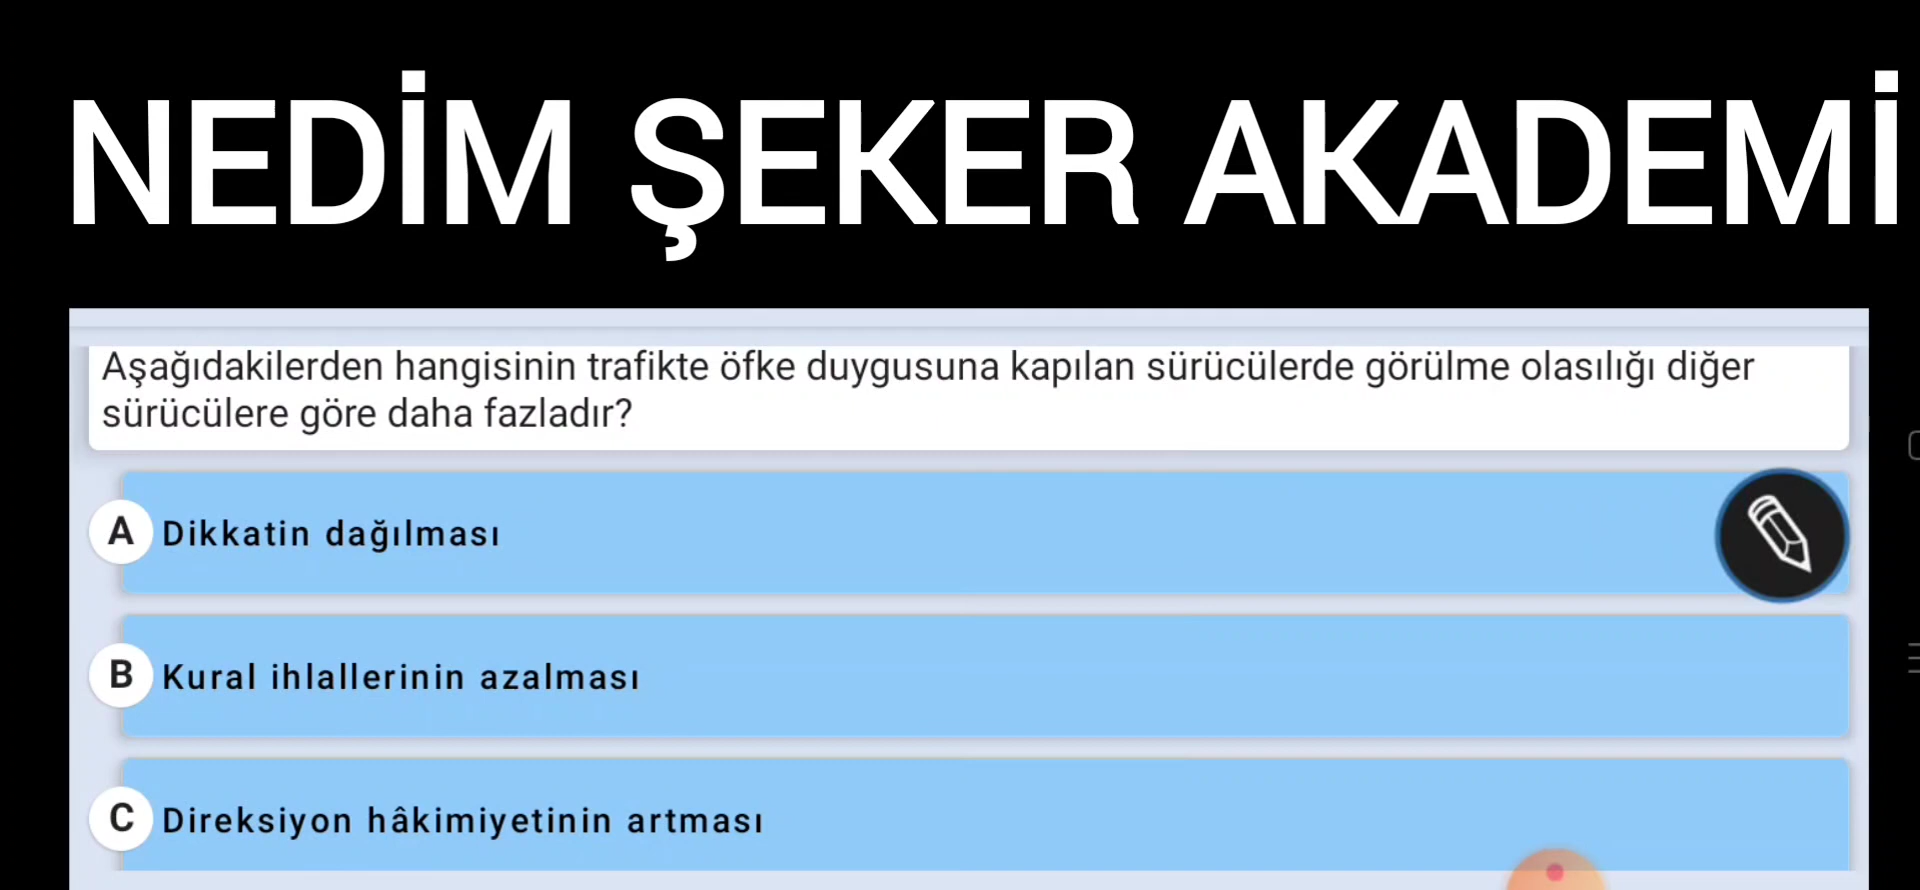 NEDİM ŞEKER AKADEMİ
Aşağıdakilerden hangisinin trafikte öfke duygusuna kapılan sürücülerde görülme olasılığı diğer
sürücülere göre daha fazladır?
A Dikkatin dağılması
B Kural ihlallerinin azalması
C Direksiyon hâkimiyetinin artması